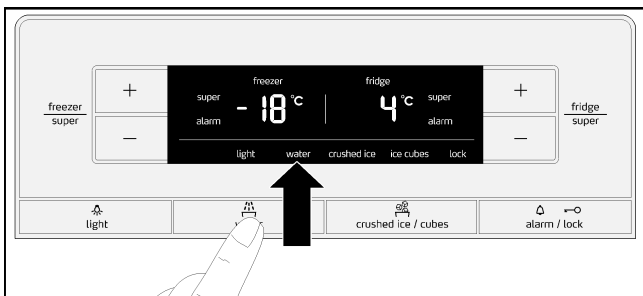 freezer fridge
freezer
super
+
−
super
alarm
- 18 °C
4 °C
super
alarm
+
−
fridge
super
light water crushed ice ice cubes lock
light
crushed ice / cubes
alarm / lock